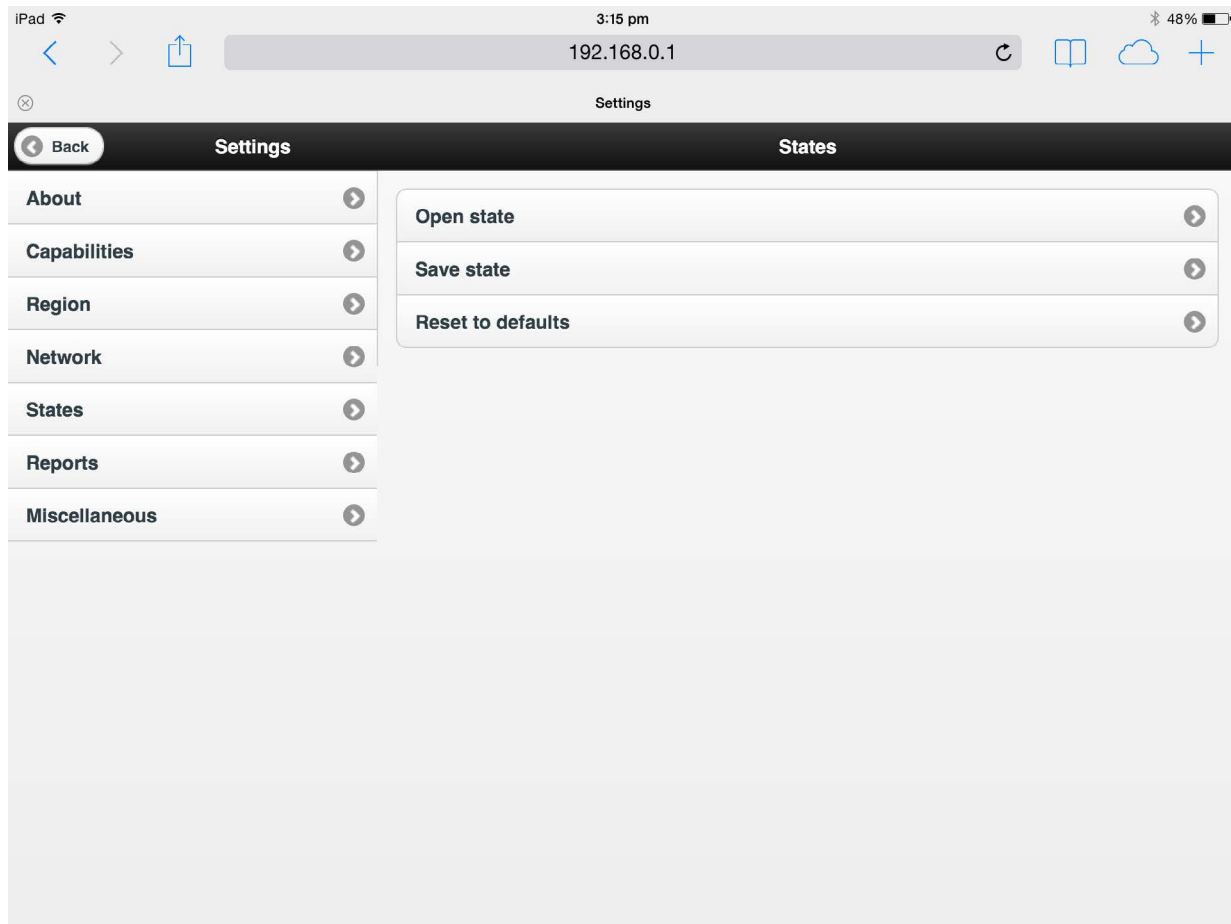 iPad 3:15 pm 48%
192.168.0.1
Settings
Back Settings States
About
Capabilities
Region
Network
States
Reports
Miscellaneous
Open state
Save state
Reset to defaults